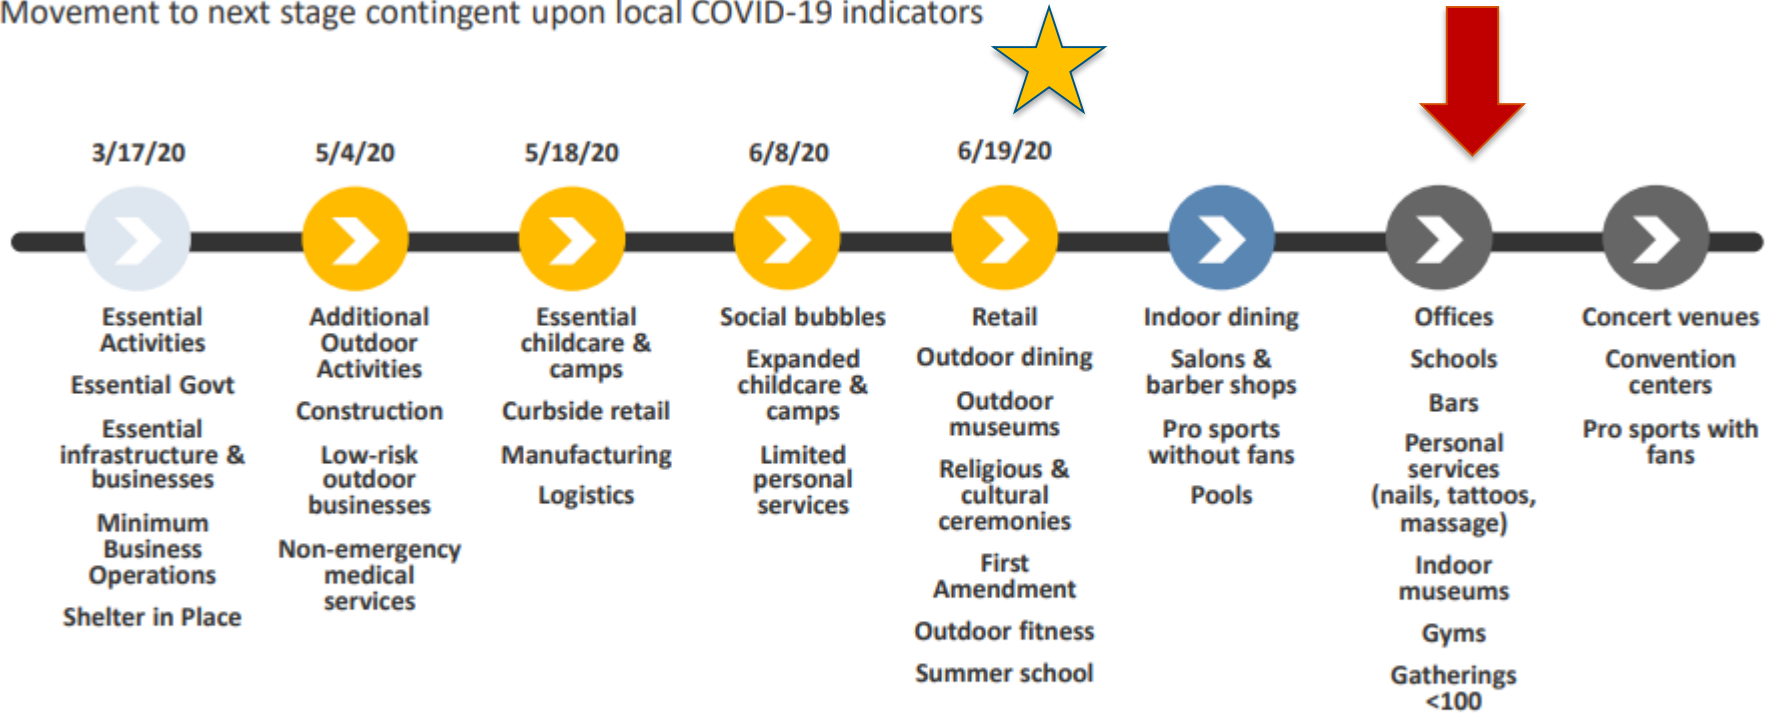 Movement to next stage contingent upon local COVID-19 indicators
3/17/20
Essential
Activities
Essential Govt
Essential
infrastructure &
businesses
Minimum
Business
Operations
Shelter in Place
5/4/20
Additional
Outdoor
Activities
Construction
Low-risk
outdoor
businesses
Non-emergency
medical
services
5/18/20
Essential
childcare &
camps
Curbside retail
Manufacturing
Logistics
6/8/20
Social bubbles
Expanded
childcare &
camps
Limited
personal
services
6/19/20
Retail
Outdoor dining
Outdoor
museums
Religious &
cultural
ceremonies
First
Amendment
Outdoor fitness
Summer school
Indoor dining
Salons &
barber shops
Pro sports
without fans
Pools
Offices
Schools
Bars
Personal
services
(nails, tattoos,
massage)
Indoor
museums
Gyms
Gatherings
<100
Concert venues
Convention
centers
Pro sports with
fans